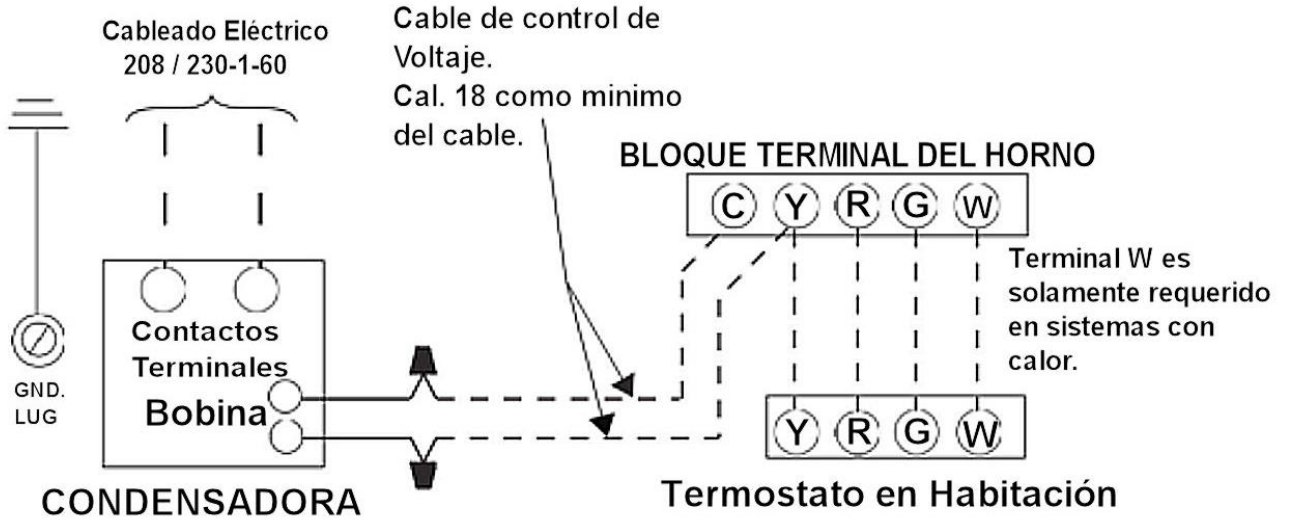 Cableado Eléctrico
208 / 230-1-60
Cable de control de
Voltaje.
Cal. 18 como minimo
del cable.
BLOQUE TERMINAL DEL HORNO
C Y R G W
Terminal W es
solamente requerido
en sistemas con
calor.
GND.
LUG
Contactos
Terminales
Bobina
CONDENSADORA
Y R G W
Termostato en Habitación